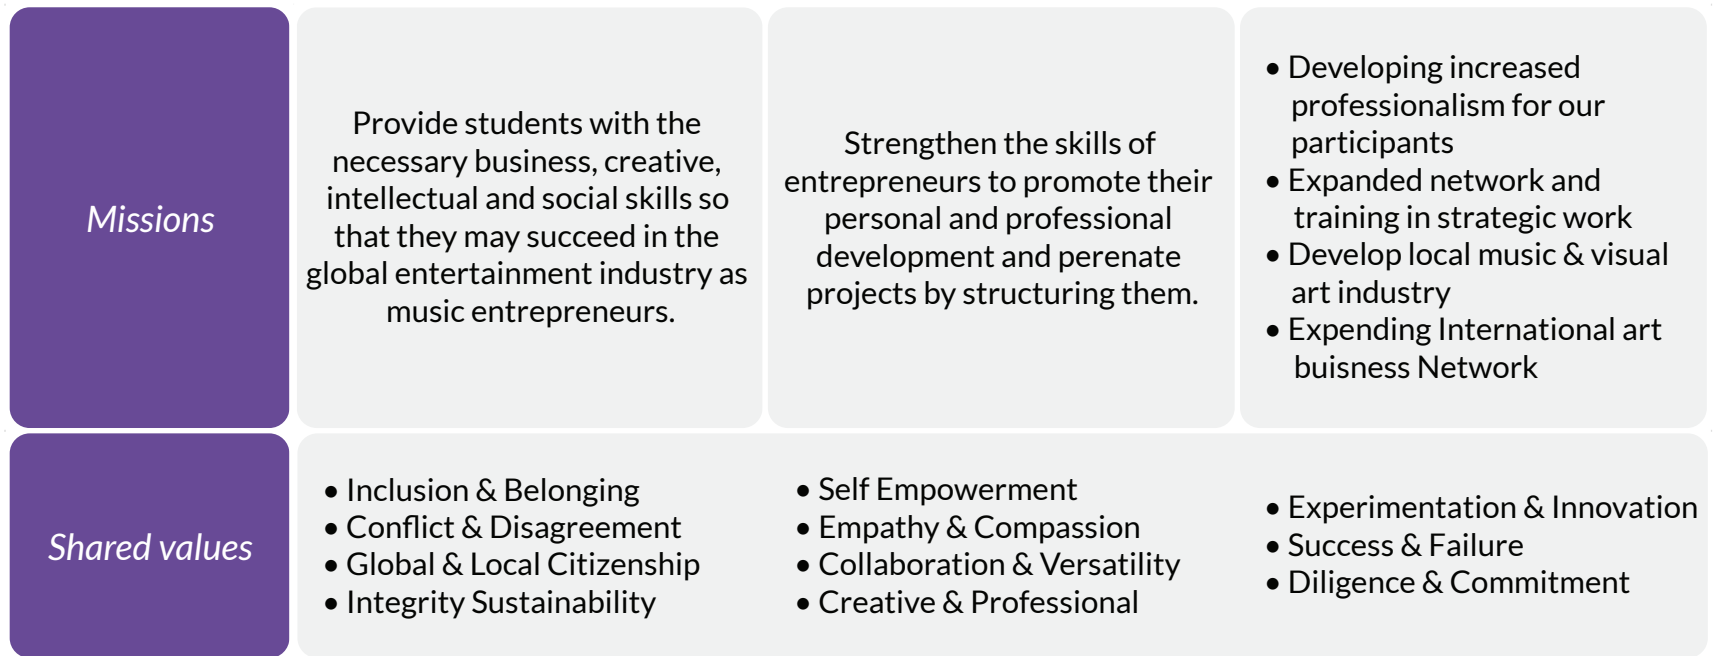 Missions
Provide students with the
necessary business, creative,
intellectual and social skills so
that they may succeed in the
global entertainment industry as
music entrepreneurs.
Strengthen the skills of
entrepreneurs to promote their
personal and professional
development and perenate
projects by structuring them.
• Developing increased
professionalism for our
participants
• Expanded network and
training in strategic work
• Develop local music & visual
art industry
• Expending International art
buisness Network
Shared values
• Inclusion & Belonging
• Conflict & Disagreement
• Global & Local Citizenship
• Integrity Sustainability
• Self Empowerment
• Empathy & Compassion
• Collaboration & Versatility
• Creative & Professional
• Experimentation & Innovation
• Success & Failure
• Diligence & Commitment